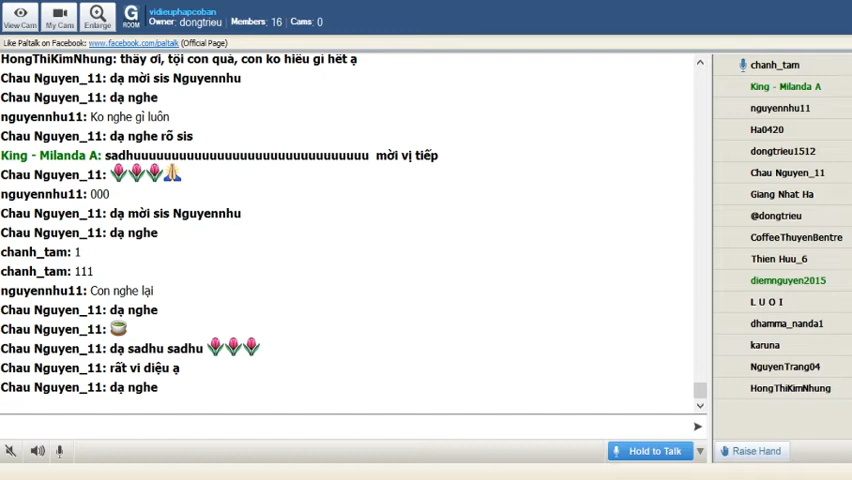 View Cam
My Cams
Enlarge
G
ROOM
vidieuphapcoban
Owner: dongtrieu Members: 16 Cams: 0
Like Paltalk on Facebook: www.facebook.com/paltalk (Official Page)
HongThiKimNhung: thầy ơi, tội con quá, con ko hiểu gì hết ạ
Chau Nguyen_11: dạ mời sis Nguyennhu
Chau Nguyen_11: dạ nghe
nguyennhu11: Ko nghe gì luôn
Chau Nguyen_11: dạ nghe rõ sis
King - Milanda A: sadhuuuuuuuuuuuuuuuuuuuuuuuuuuuuuuuu mời vị tiếp
Chau Nguyen_11:
nguyennhu11: 000
Chau Nguyen_11: dạ mời sis Nguyennhu
Chau Nguyen_11: dạ nghe
chanh_tam: 1
chanh_tam: 111
nguyennhu11: Con nghe lại
Chau Nguyen_11: dạ nghe
Chau Nguyen_11:
Chau Nguyen_11: dạ sadhu sadhu
Chau Nguyen_11: rất vi diệu ạ
Chau Nguyen_11: dạ nghe
Hold to Talk
chanh_tam
King - Milanda A
nguyennhu11
Ha0420
dongtrieu1512
Chau Nguyen_11
Giang Nhat Ha
@dongtrieu
CoffeeThuyenBentre
Thien Huu_6
diemnguyen2015
L U O I
dhamma_nanda1
karuna
NguyenTrang04
HongThiKimNhung
Raise Hand